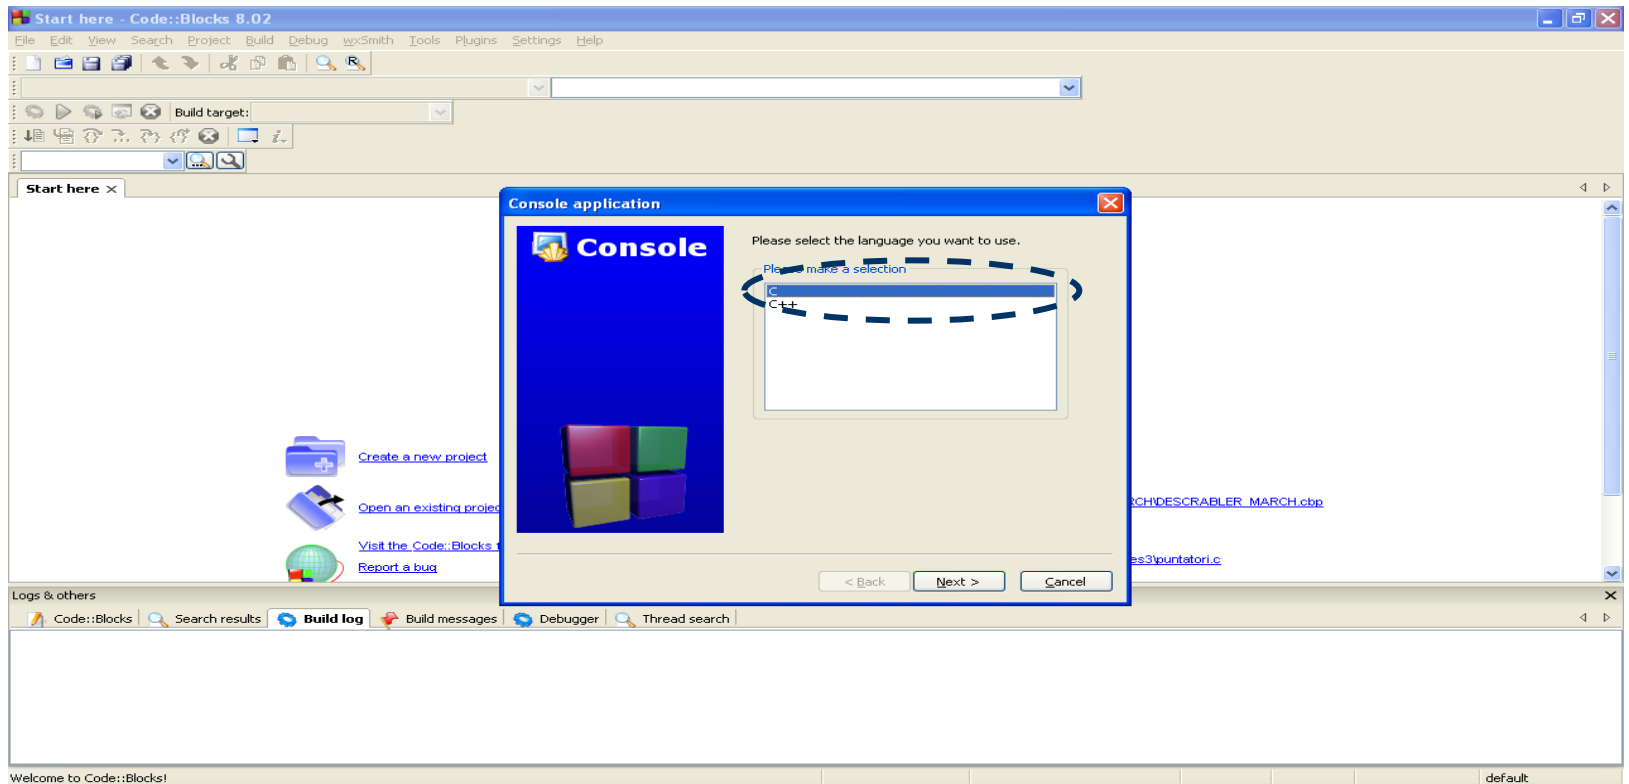 Start here - Code::Blocks 8.02
File Edit View Search Project Build Debug wxSmith Tools Plugins Settings Help
Build target:
Start here
Console application
Console
Please select the language you want to use.
Please make a selection
C
C++
Create a new project
Open an existing projec
Visit the Code::Blocks
Report a bug
RCH\DESCRABLER_MARCH.cbp
es3\puntatori.c
< Back Next > Cancel
Logs & others
Code::Blocks Search results Build log Build messages Debugger Thread search
Welcome to Code::Blocks! default